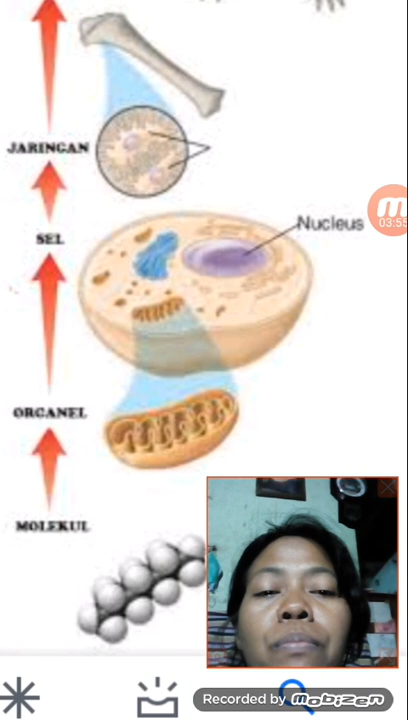 JARINGAN
Nucleus
03:55
SEL
ORGANEL
MOLEKUL
Recorded by mobizen